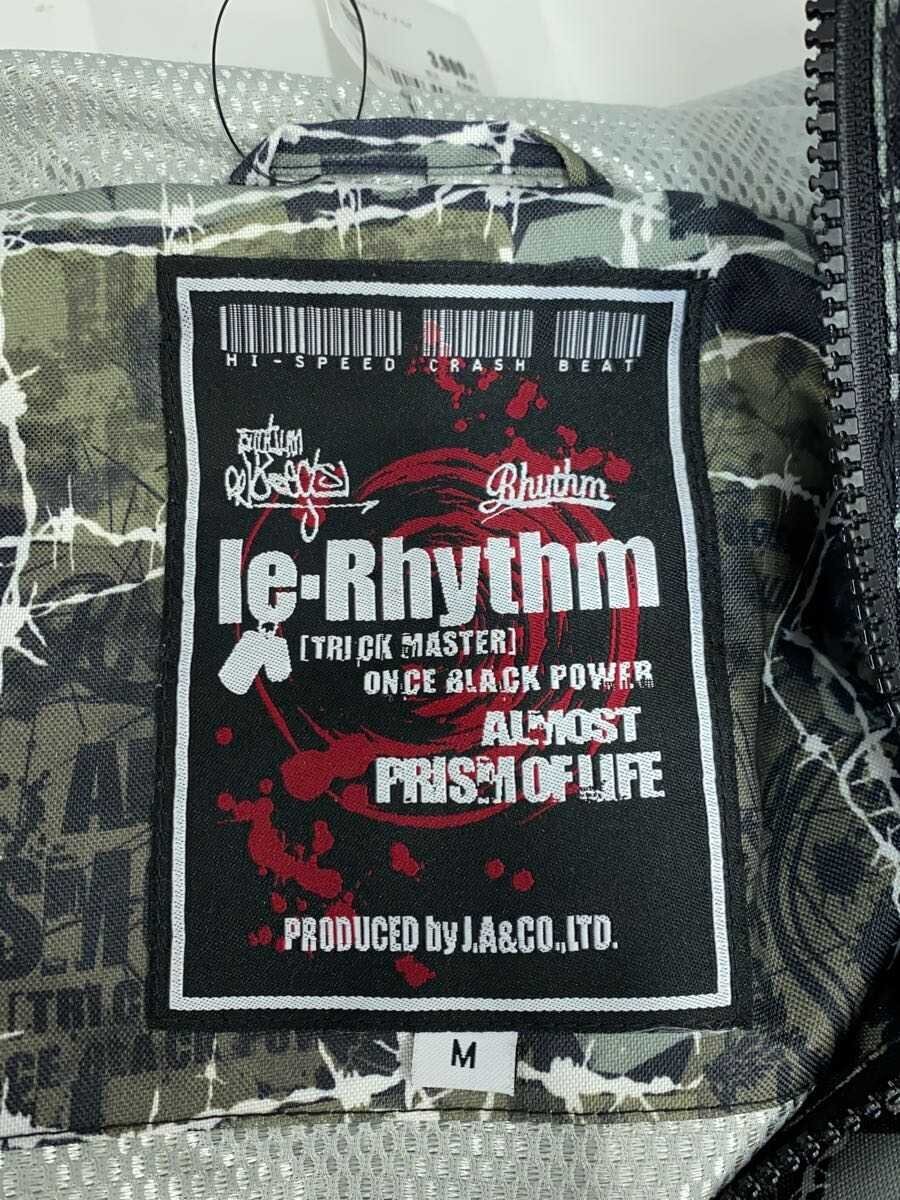 HI-SPEED CRASH BEAT
Rhythm
le-Rhythm
[TRICK MASTER]
ONCE BLACK POWER
ALMOST
PRISM OF LIFE
PRODUCED by J.A&CO.,LTD.
M
[TRICK